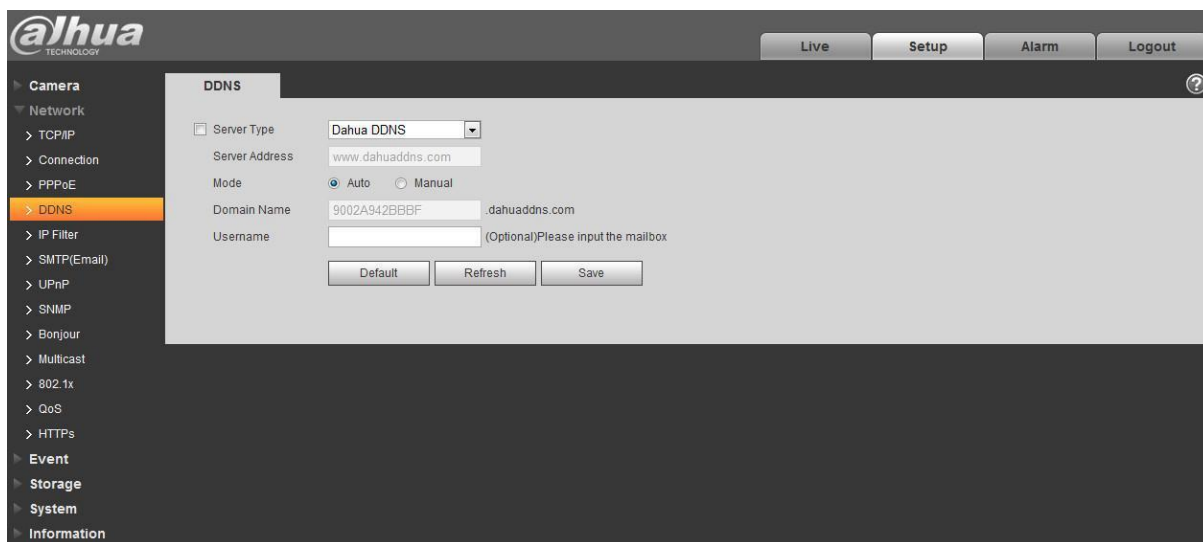 alhua
TECHNOLOGY
Live
Setup
Alarm
Logout
Camera
Network
TCP/IP
Connection
PPPoE
DDNS
IP Filter
SMTP(Email)
UPnP
SNMP
Bonjour
Multicast
802.1x
QoS
HTTPs
Event
Storage
System
Information
DDNS
?
Server Type Dahua DDNS
Server Address www.dahuaddns.com
Mode Auto Manual
Domain Name 9002A942BBBF .dahuaddns.com
Username (Optional)Please input the mailbox
Default Refresh Save